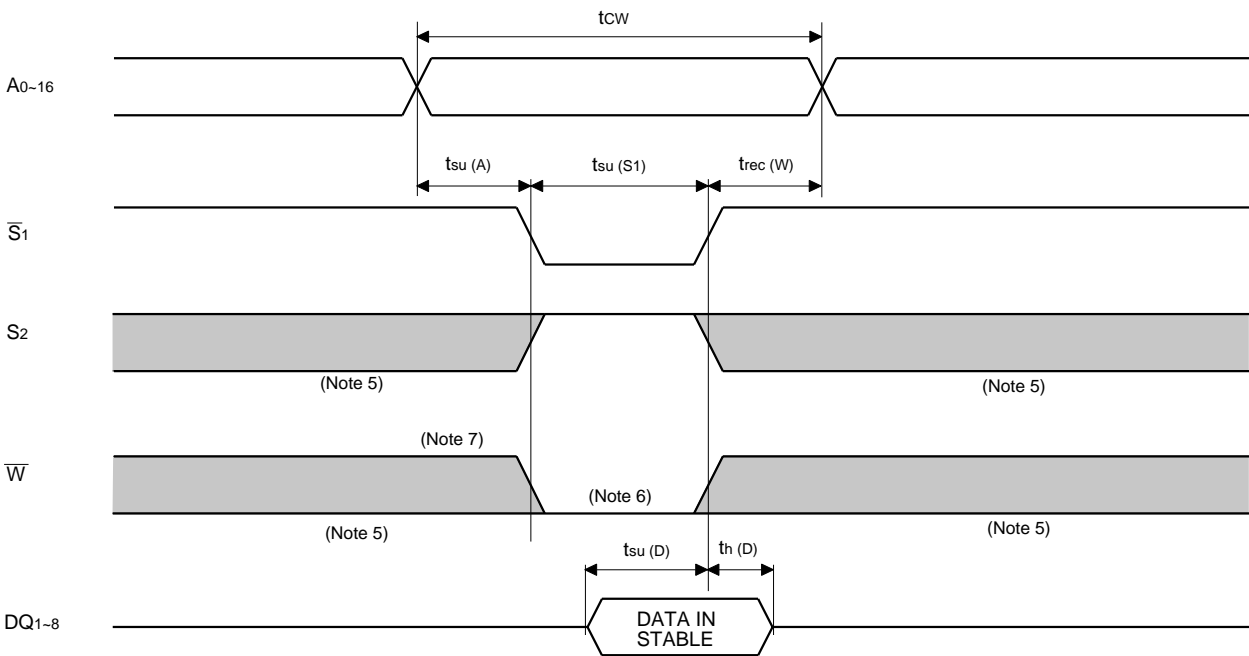 tCW
A0~16
tsu (A)
tsu (S1)
trec (W)
S̅1
S2
(Note 5)
(Note 5)
(Note 7)
W̅
(Note 6)
(Note 5)
(Note 5)
tsu (D)
th (D)
DQ1~8
DATA IN
STABLE